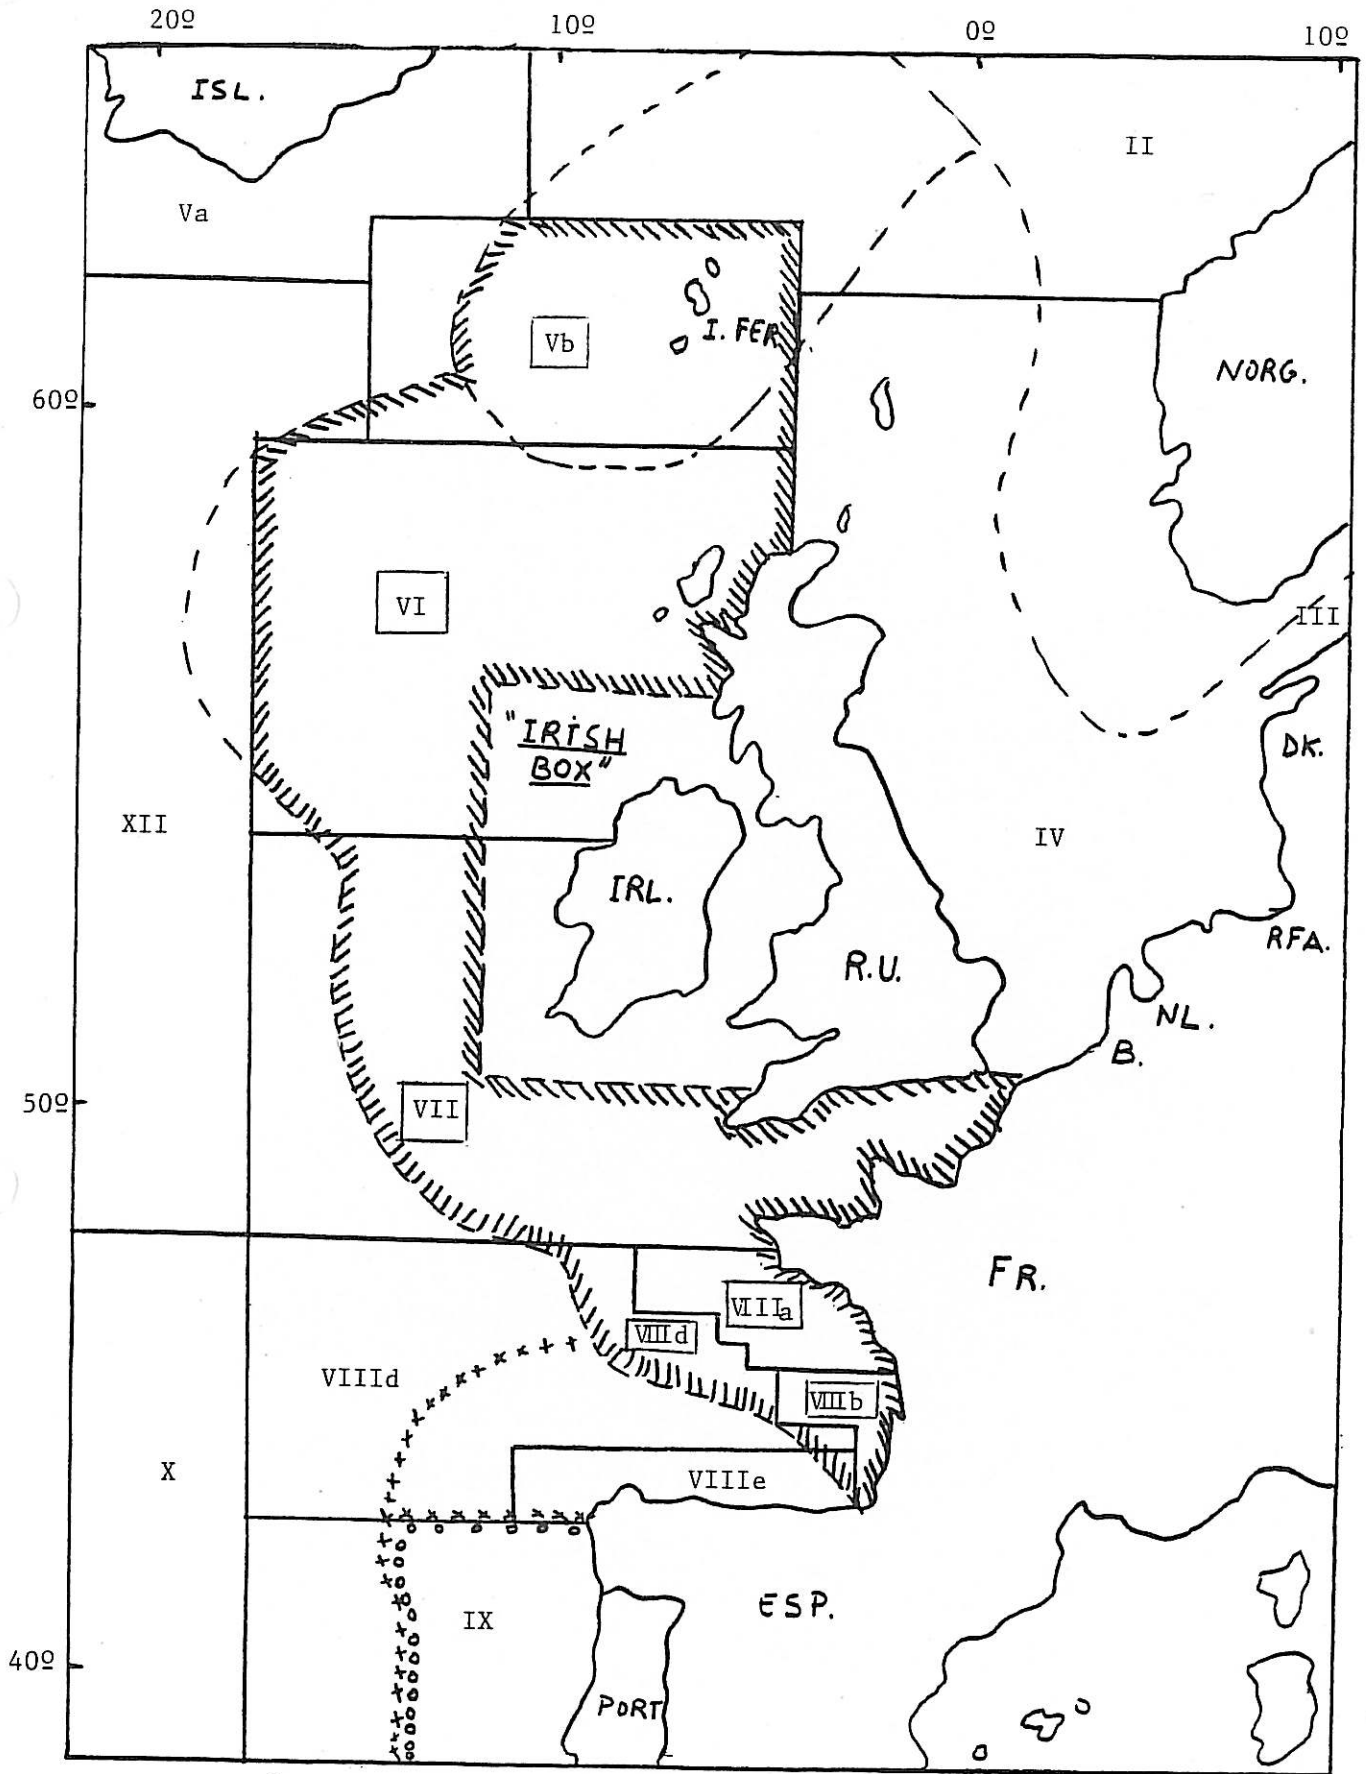 20º 10º 0º 10º
ISL.
II
Va
I. FER
Vb
NORG.
60º
VI
III
"IRISH
BOX"
DK.
XII
IV
IRL.
RFA.
R.U.
NL.
B.
50º
VII
FR.
VIIIa
VIIId
VIIId
VIIIb
X
VIIIe
ESP.
IX
40º
PORT